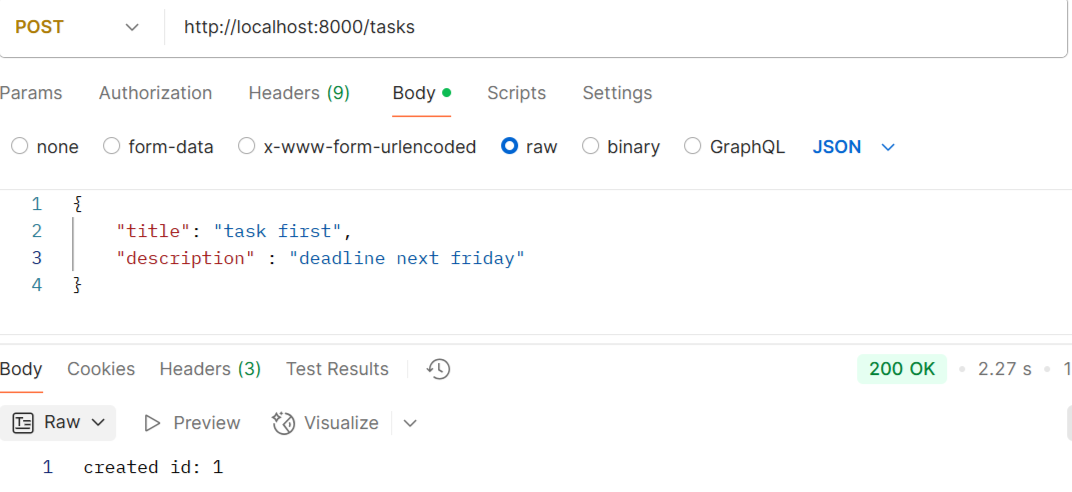 POST http://localhost:8000/tasks
Params Authorization Headers (9) Body Scripts Settings
none form-data x-www-form-urlencoded raw binary GraphQL JSON
1 {
2 "title": "task first",
3 "description" : "deadline next friday"
4 }
Body Cookies Headers (3) Test Results 200 OK • 2.27 s • 1
Raw Preview Visualize
1 created id: 1